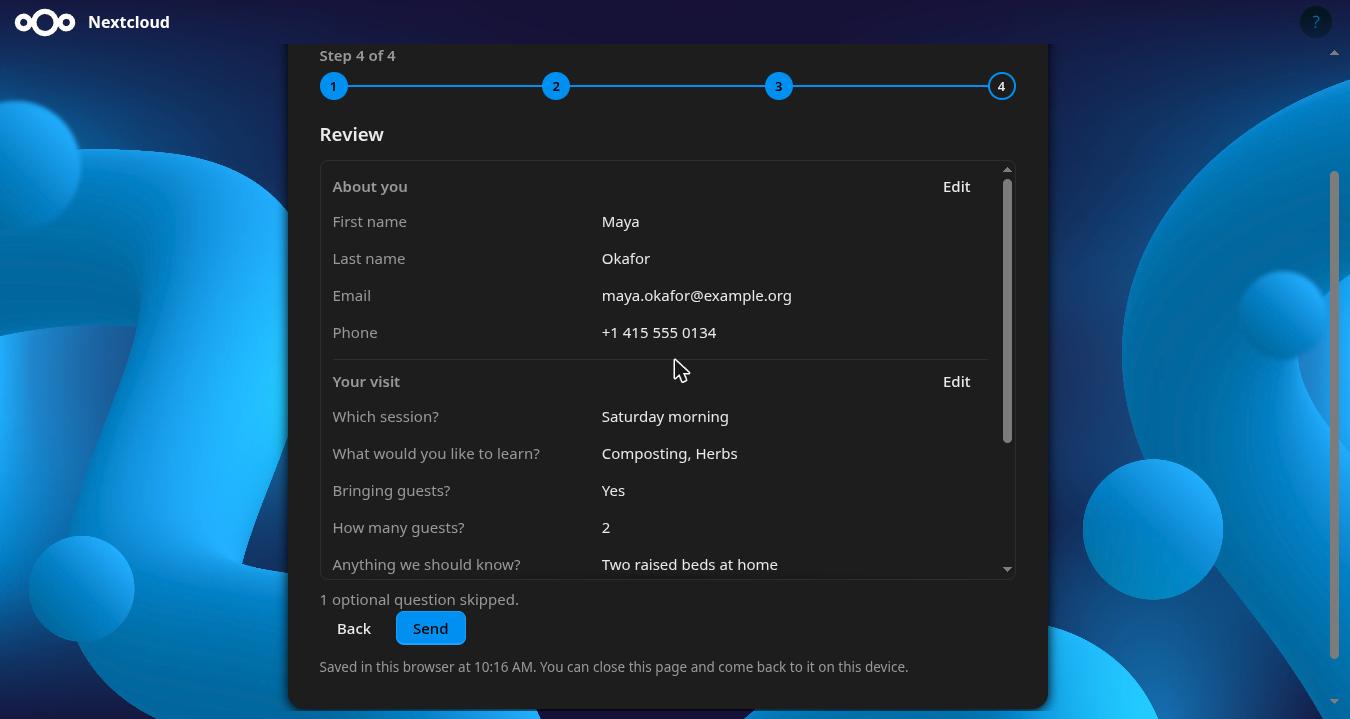 Nextcloud
?
Step 4 of 4
1 2 3 4
Review
About you Edit
First name Maya
Last name Okafor
Email maya.okafor@example.org
Phone +1 415 555 0134
Your visit Edit
Which session? Saturday morning
What would you like to learn? Composting, Herbs
Bringing guests? Yes
How many guests? 2
Anything we should know? Two raised beds at home
1 optional question skipped.
Back Send
Saved in this browser at 10:16 AM. You can close this page and come back to it on this device.